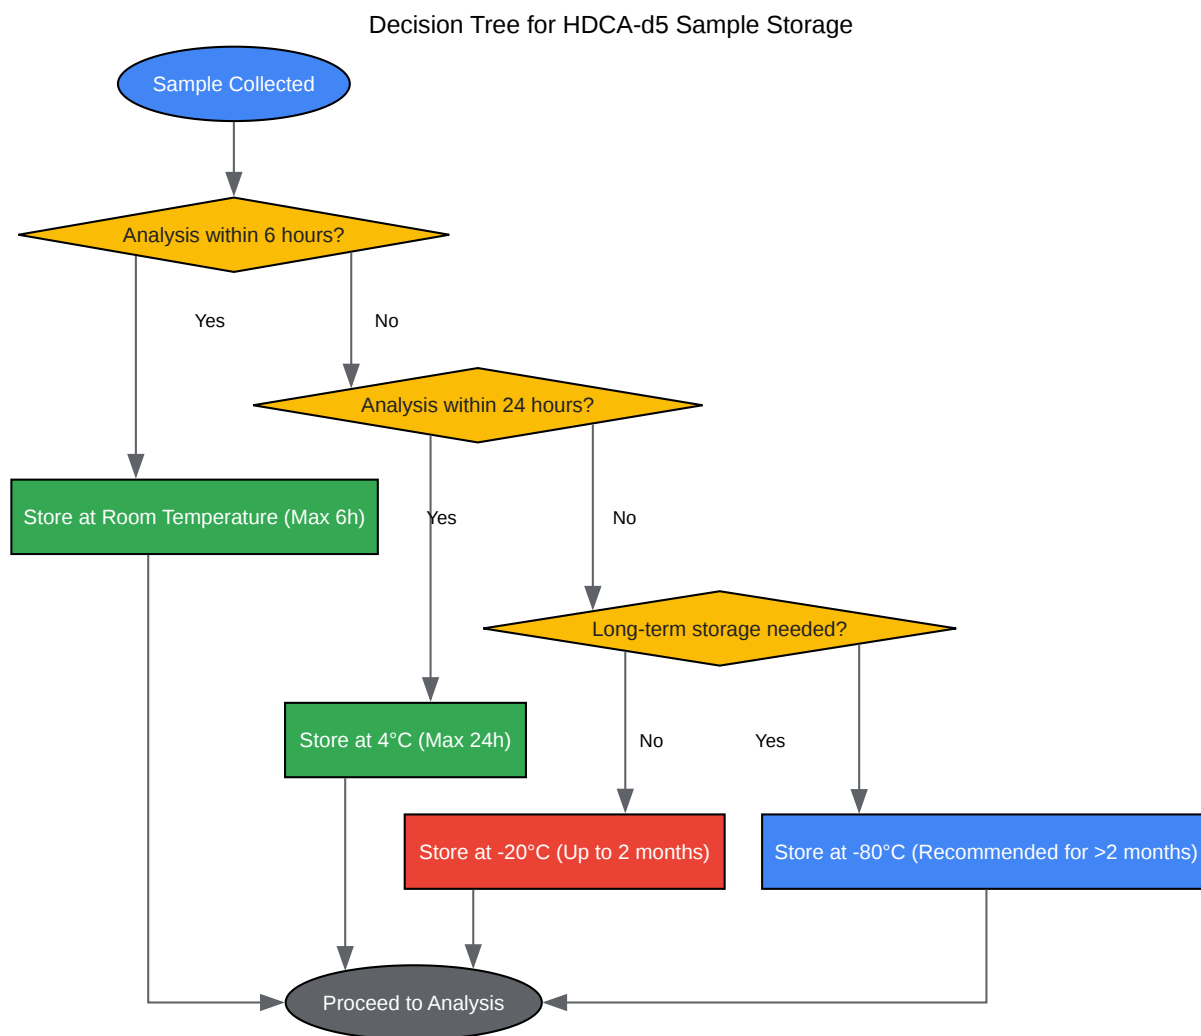 Decision Tree for HDCA-d5 Sample Storage
Sample Collected
Analysis within 6 hours?
Yes
No
Analysis within 24 hours?
Store at Room Temperature (Max 6h)
Yes
No
Long-term storage needed?
Store at 4°C (Max 24h)
No
Yes
Store at -20°C (Up to 2 months)
Store at -80°C (Recommended for >2 months)
Proceed to Analysis